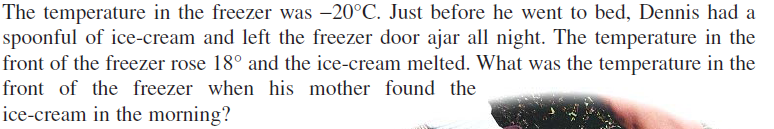 The temperature in the freezer was –20°C. Just before he went to bed, Dennis had a
spoonful of ice-cream and left the freezer door ajar all night. The temperature in the
front of the freezer rose 18° and the ice-cream melted. What was the temperature in the
front of the freezer when his mother found the
ice-cream in the morning?